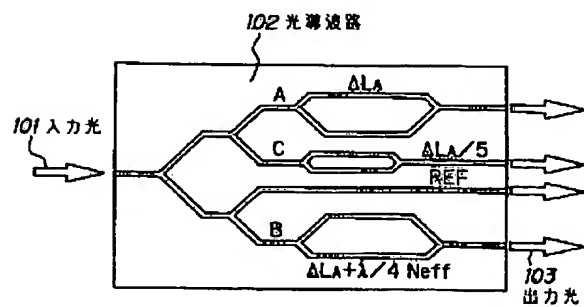 102 光導波路
101 入力光
A
ΔLA
C
ΔLA/5
REF
B
ΔLA+λ/4 Neff
103
出力光